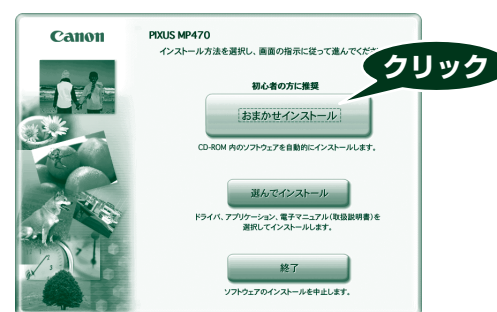 Canon
PIXUS MP470
インストール方法を選択し、画面の指示に従って進んでくだ
クリック
初心者の方に推奨
おまかせインストール
CD-ROM 内のソフトウェアを自動的にインストールします。
選んでインストール
ドライバ、アプリケーション、電子マニュアル（取扱説明書）を
選択してインストールします。
終了
ソフトウェアのインストールを中止します。